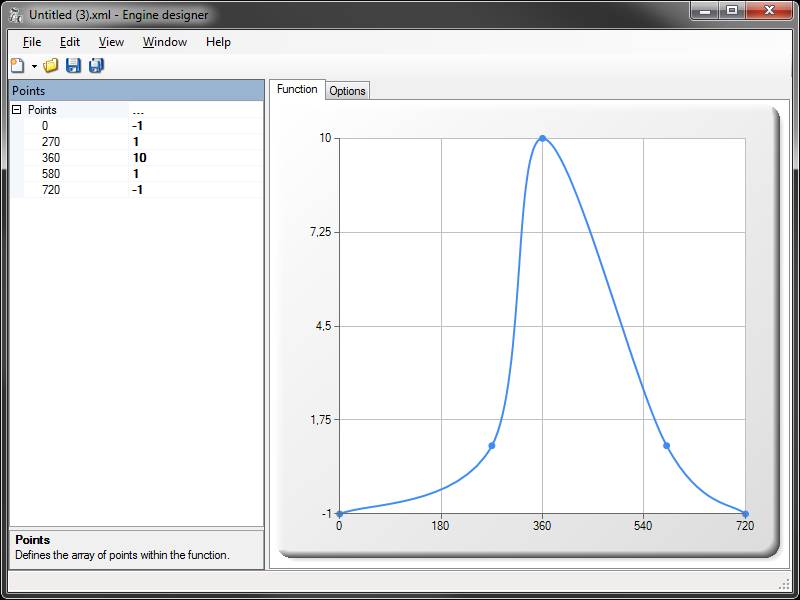 Untitled (3).xml - Engine designer
File Edit View Window Help
Points
Points ...
0 -1
270 1
360 10
580 1
720 -1
Points
Defines the array of points within the function.
Function Options
10
7,25
4,5
1,75
-1
0 180 360 540 720